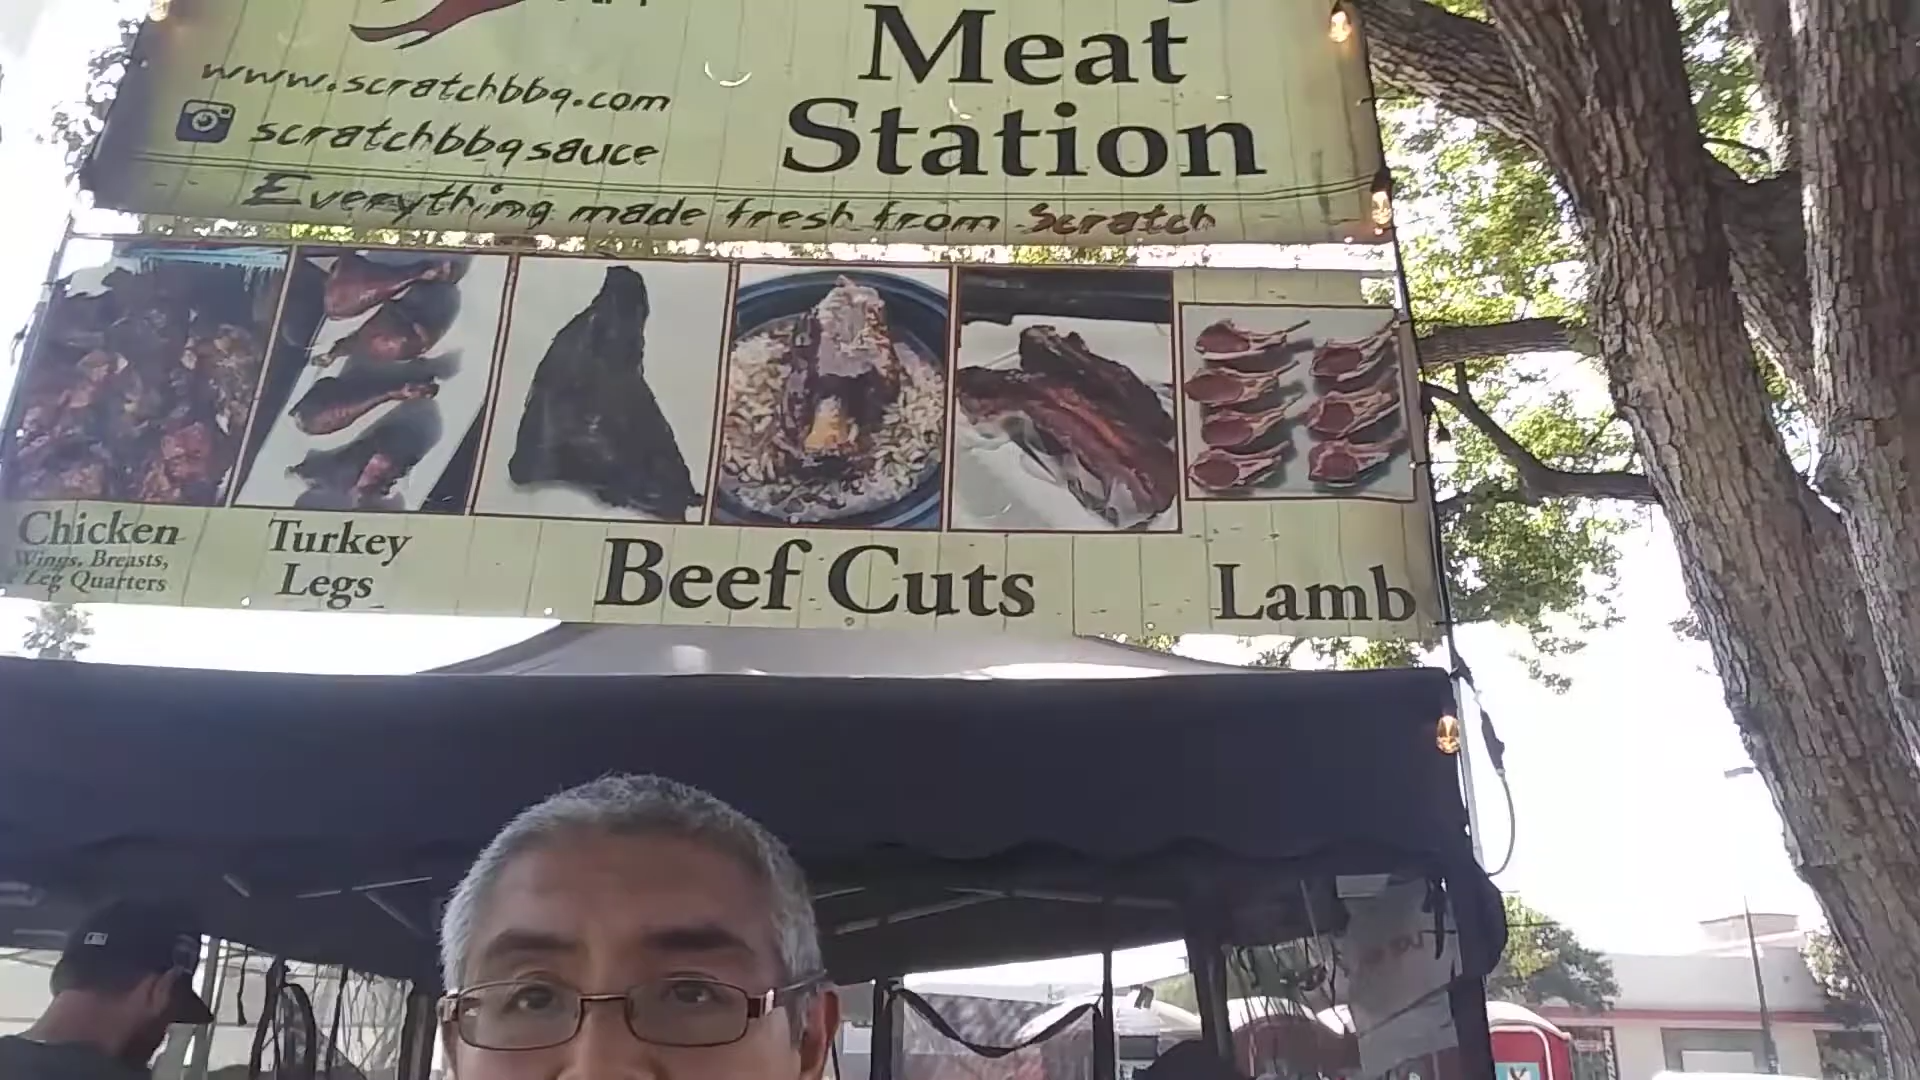 Meat
Station
www.scratchbbq.com
scratchbbqsauce
Everything made fresh from Scratch
Chicken
Wings, Breasts,
Leg Quarters
Turkey
Legs
Beef Cuts
Lamb